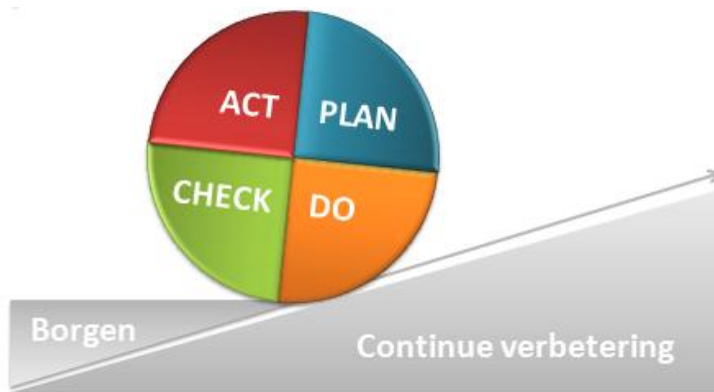 ACT
PLAN
CHECK
DO
Borgen
Continue verbetering